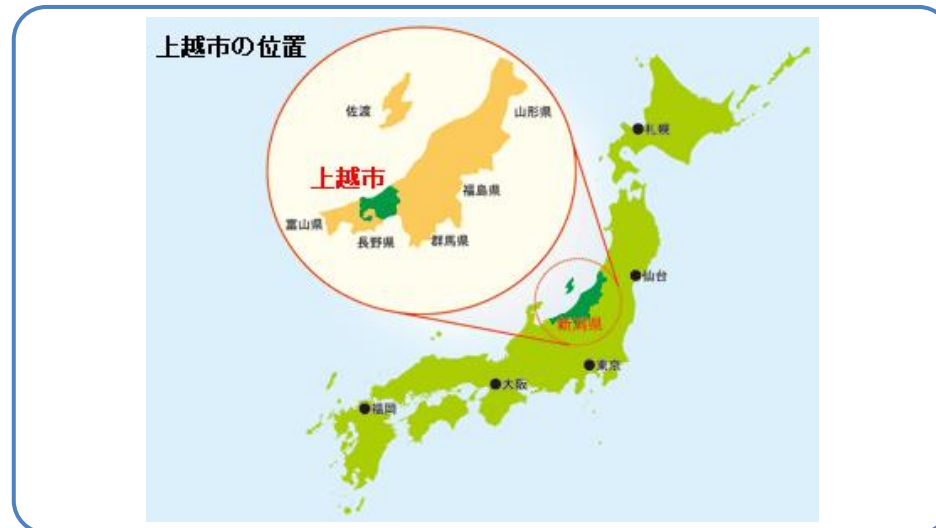 上越市の位置
佐渡
山形県
上越市
福島県
富山県
長野県
群馬県
札幌
仙台
新潟県
東京
大阪
福岡